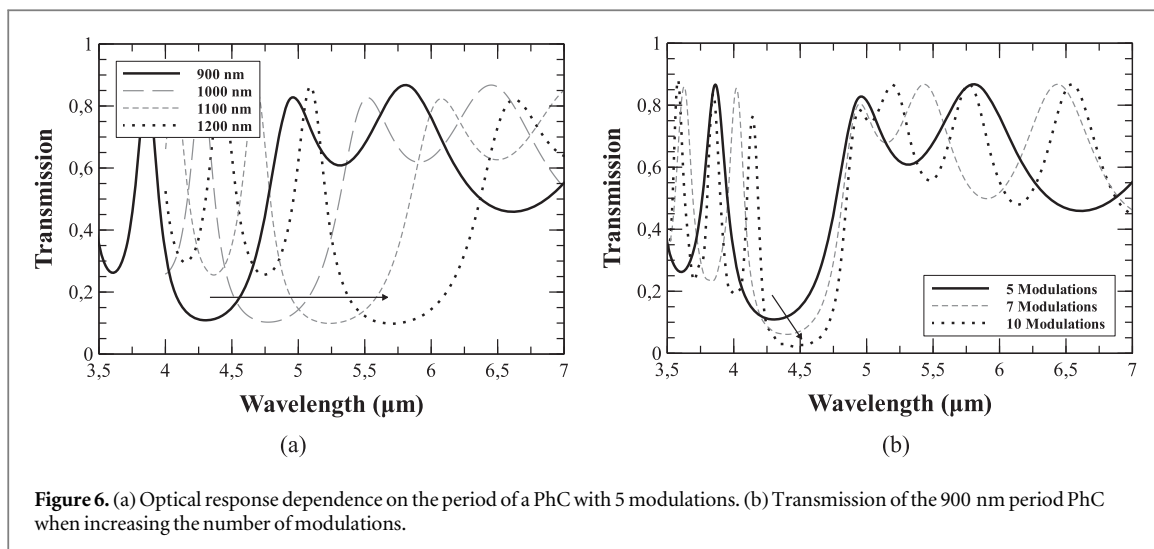 1
0,8
0,6
0,4
0,2
0
Transmission
900 nm
1000 nm
1100 nm
1200 nm
3,5 4 4,5 5 5,5 6 6,5 7
Wavelength (μm)
(a)
1
0,8
0,6
0,4
0,2
0
Transmission
5 Modulations
7 Modulations
10 Modulations
3,5 4 4,5 5 5,5 6 6,5 7
Wavelength (μm)
(b)
Figure 6. (a) Optical response dependence on the period of a PhC with 5 modulations. (b) Transmission of the 900 nm period PhC
when increasing the number of modulations.